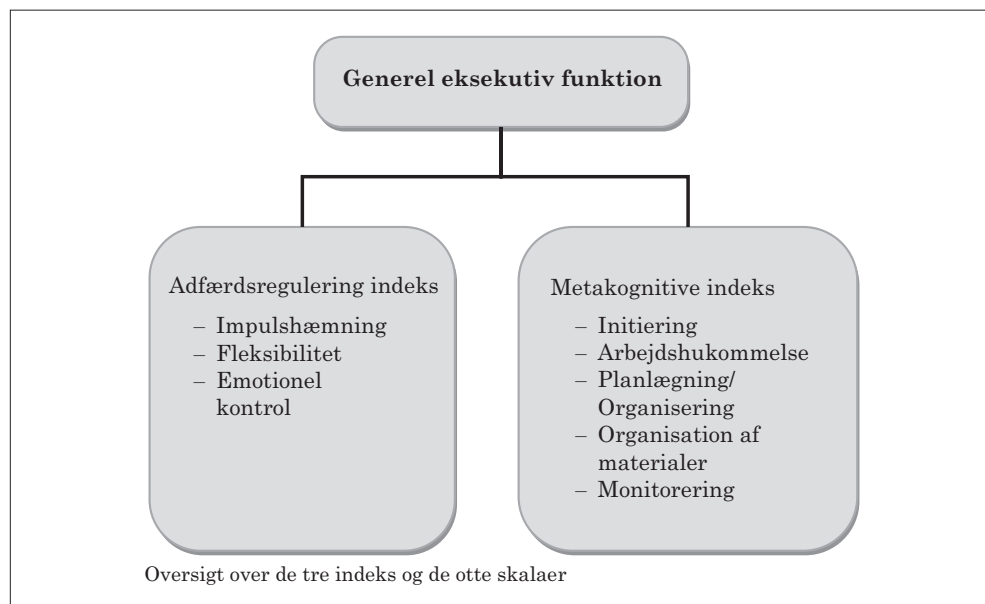 Generel eksekutiv funktion
Adfærdsregulering indeks
– Impulshæmning
– Fleksibilitet
– Emotionel
kontrol
Metakognitive indeks
– Initiering
– Arbejdshukommelse
– Planlægning/
Organisering
– Organisation af
materialer
– Monitorering
Oversigt over de tre indeks og de otte skalaer